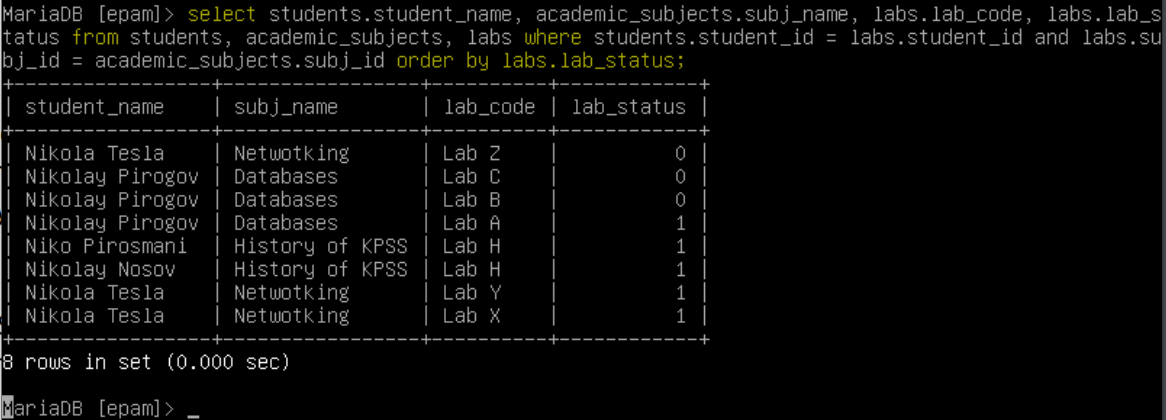 MariaDB [epam]> select students.student_name, academic_subjects.subj_name, labs.lab_code, labs.lab_s
tatus from students, academic_subjects, labs where students.student_id = labs.student_id and labs.su
bj_id = academic_subjects.subj_id order by labs.lab_status;
+-----------------+-----------------+----------+------------+
| student_name    | subj_name       | lab_code | lab_status |
+-----------------+-----------------+----------+------------+
| Nikola Tesla    | Netwotking      | Lab Z    |          0 |
| Nikolay Pirogov | Databases       | Lab C    |          0 |
| Nikolay Pirogov | Databases       | Lab B    |          0 |
| Nikolay Pirogov | Databases       | Lab A    |          1 |
| Niko Pirosmani  | History of KPSS | Lab H    |          1 |
| Nikolay Nosov   | History of KPSS | Lab H    |          1 |
| Nikola Tesla    | Netwotking      | Lab Y    |          1 |
| Nikola Tesla    | Netwotking      | Lab X    |          1 |
+-----------------+-----------------+----------+------------+
8 rows in set (0.000 sec)
MariaDB [epam]> _